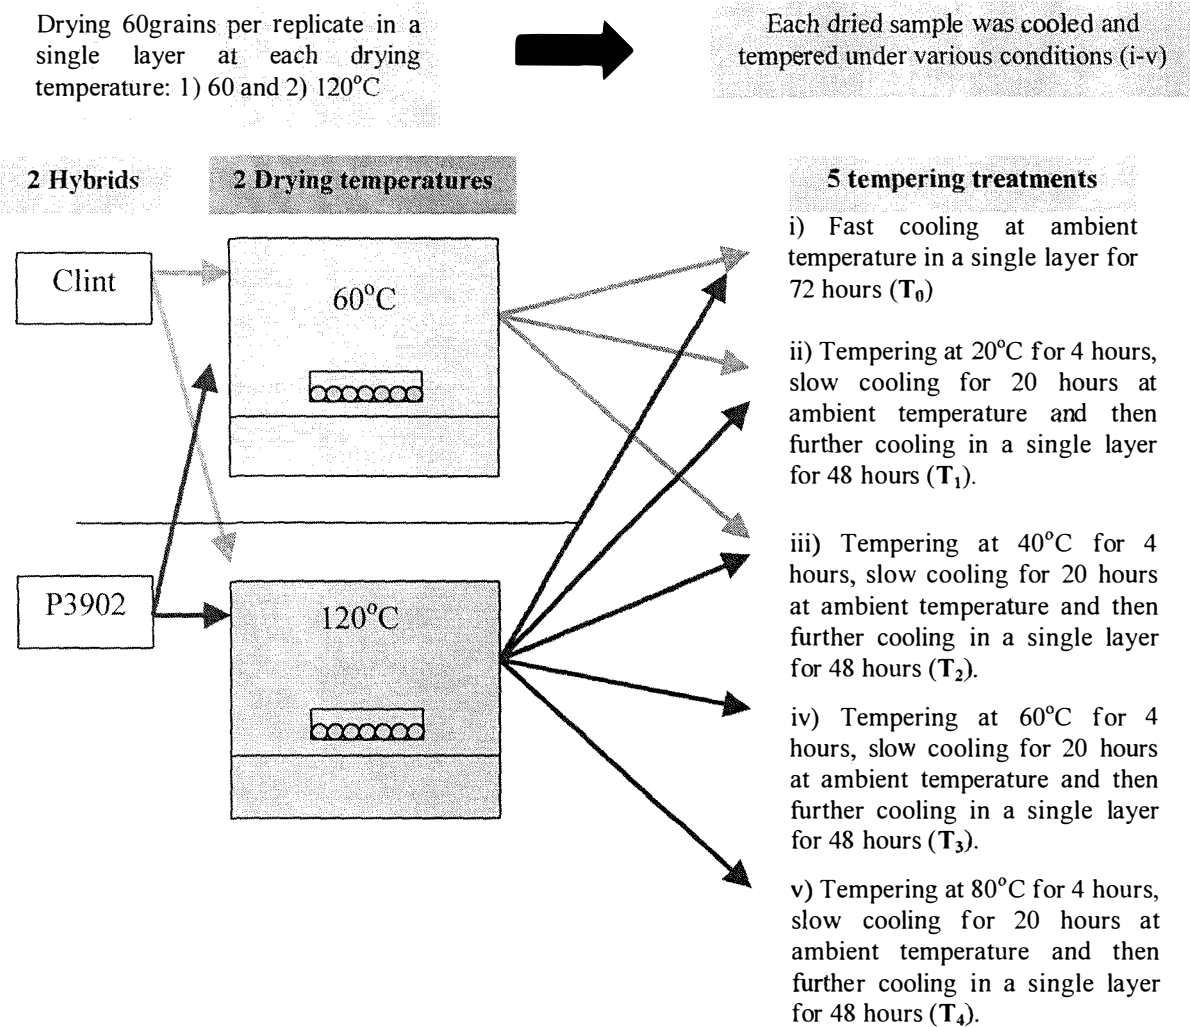 Drying 60grains per replicate in a
single layer at each drying
temperature: 1) 60 and 2) 120°C
Each dried sample was cooled and
tempered under various conditions (i-v)
2 Hybrids
2 Drying temperatures
5 tempering treatments
Clint
P3902
60°C
120°C
i) Fast cooling at ambient
temperature in a single layer for
72 hours (T₀)
ii) Tempering at 20°C for 4 hours,
slow cooling for 20 hours at
ambient temperature and then
further cooling in a single layer
for 48 hours (T₁).
iii) Tempering at 40°C for 4
hours, slow cooling for 20 hours
at ambient temperature and then
further cooling in a single layer
for 48 hours (T₂).
iv) Tempering at 60°C for 4
hours, slow cooling for 20 hours
at ambient temperature and then
further cooling in a single layer
for 48 hours (T₃).
v) Tempering at 80°C for 4 hours,
slow cooling for 20 hours at
ambient temperature and then
further cooling in a single layer
for 48 hours (T₄).